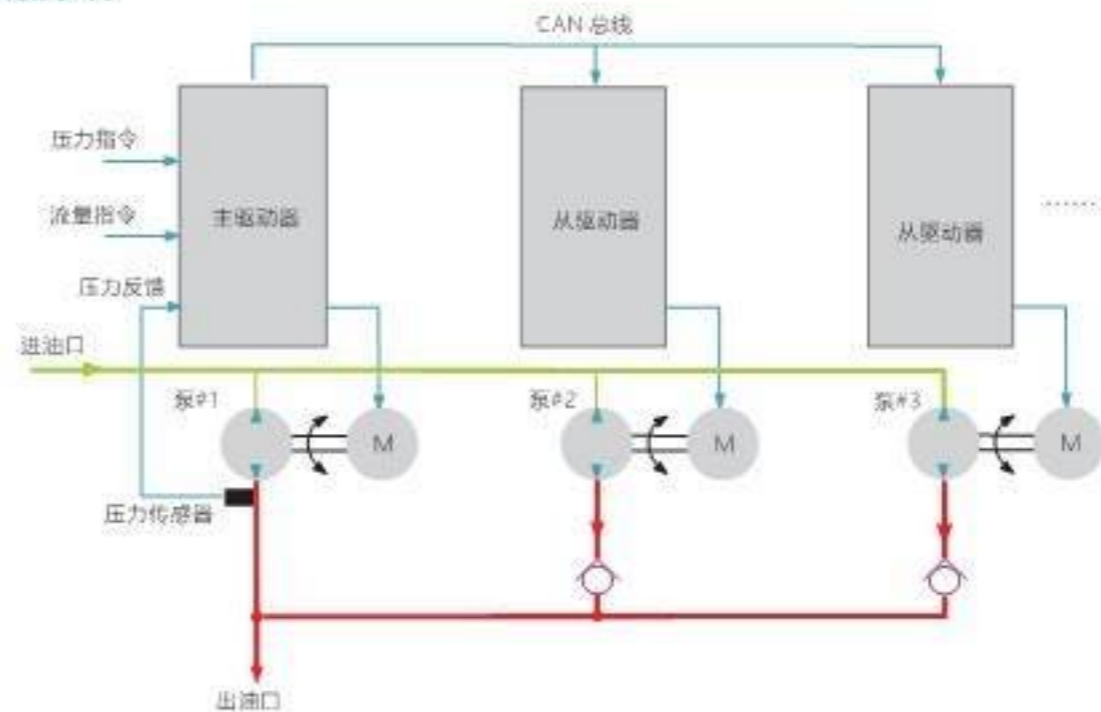 CAN 总线
压力指令
流量指令
压力反馈
主驱动器
从驱动器
从驱动器
........
进油口
泵#1
M
泵#2
M
泵#3
M
压力传感器
出油口